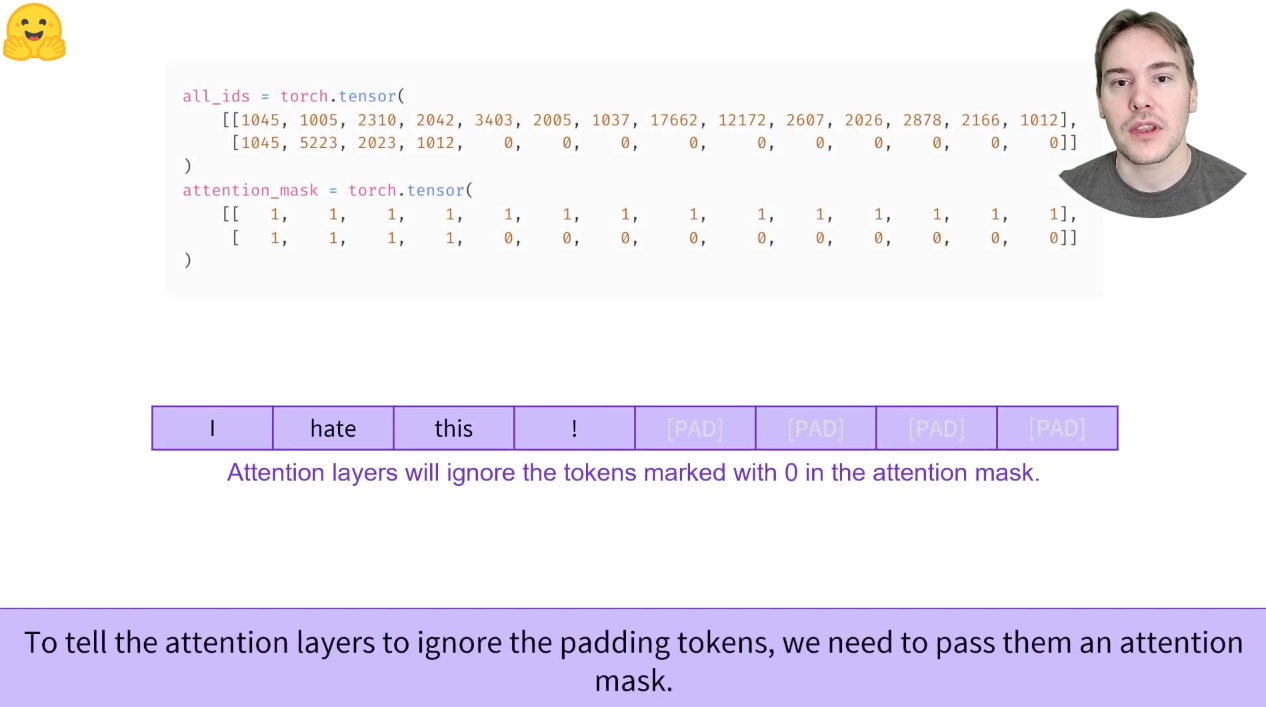 all_ids = torch.tensor(
[[1045, 1005, 2310, 2042, 3403, 2005, 1037, 17662, 12172, 2607, 2026, 2878, 2166, 1012],
[1045, 5223, 2023, 1012, 0, 0, 0, 0, 0, 0, 0, 0, 0, 0]]
)
attention_mask = torch.tensor(
[[ 1, 1, 1, 1, 1, 1, 1, 1, 1, 1, 1, 1, 1, 1],
[ 1, 1, 1, 1, 0, 0, 0, 0, 0, 0, 0, 0, 0, 0]]
)
I hate this ! [PAD] [PAD] [PAD] [PAD]
Attention layers will ignore the tokens marked with 0 in the attention mask.
To tell the attention layers to ignore the padding tokens, we need to pass them an attention
mask.